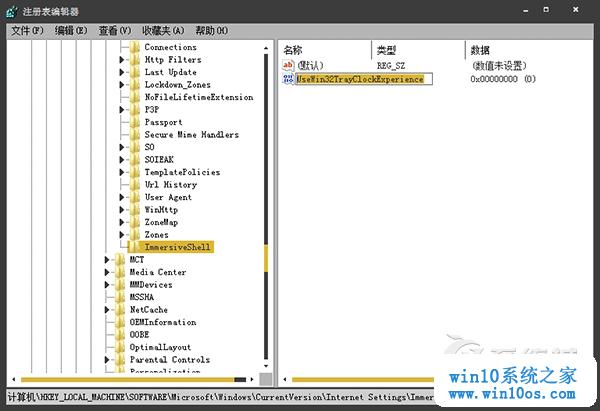 注册表编辑器
文件(F) 编辑(E) 查看(V) 收藏夹(A) 帮助(H)
Connections
Http Filters
Last Update
Lockdown_Zones
NoFileLifetimeExtension
P3P
Passport
Secure Mime Handlers
SO
SOIEAK
TemplatePolicies
Url History
User Agent
WinHttp
ZoneMap
Zones
ImmersiveShell
MCT
Media Center
MMDevices
MSSHA
NetCache
OEMInformation
OOBE
OptimalLayout
Parental Controls
Personalization
名称 类型 数据
(默认) REG_SZ (数值未设置)
UseWin32TrayClockExperience 0x00000000 (0)
计算机\HKEY_LOCAL_MACHINE\SOFTWARE\Microsoft\Windows\CurrentVersion\Internet Settings\Immer
win10系统之家
www.win10os.com